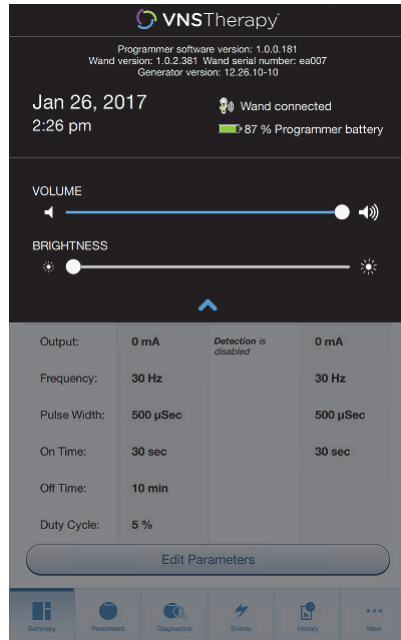 VNSTherapy
Programmer software version: 1.0.0.181
Wand version: 1.0.2.381 Wand serial number: ea007
Generator version: 12.26.10-10
Jan 26, 2017
2:26 pm
Wand connected
87 % Programmer battery
VOLUME
BRIGHTNESS
Output: 0 mA Detection is disabled 0 mA
Frequency: 30 Hz 30 Hz
Pulse Width: 500 µSec 500 µSec
On Time: 30 sec 30 sec
Off Time: 10 min
Duty Cycle: 5 %
Edit Parameters
Summary Parameters Diagnostics Events History More